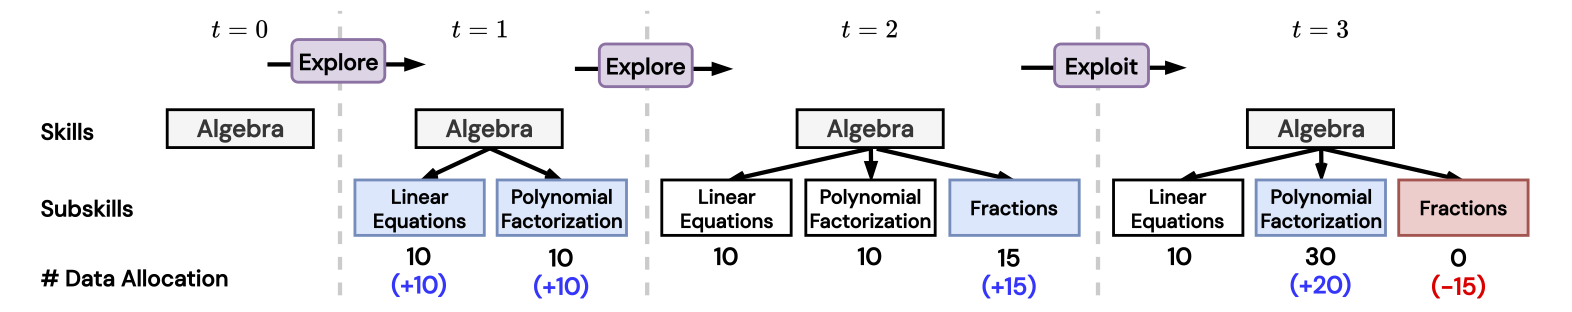 t = 0
t = 1
t = 2
t = 3
Explore
Explore
Exploit
Skills
Algebra
Algebra
Algebra
Algebra
Subskills
Linear
Equations
Polynomial
Factorization
Linear
Equations
Polynomial
Factorization
Fractions
Linear
Equations
Polynomial
Factorization
Fractions
# Data Allocation
10
(+10)
10
(+10)
10
10
15
(+15)
10
30
(+20)
0
(-15)